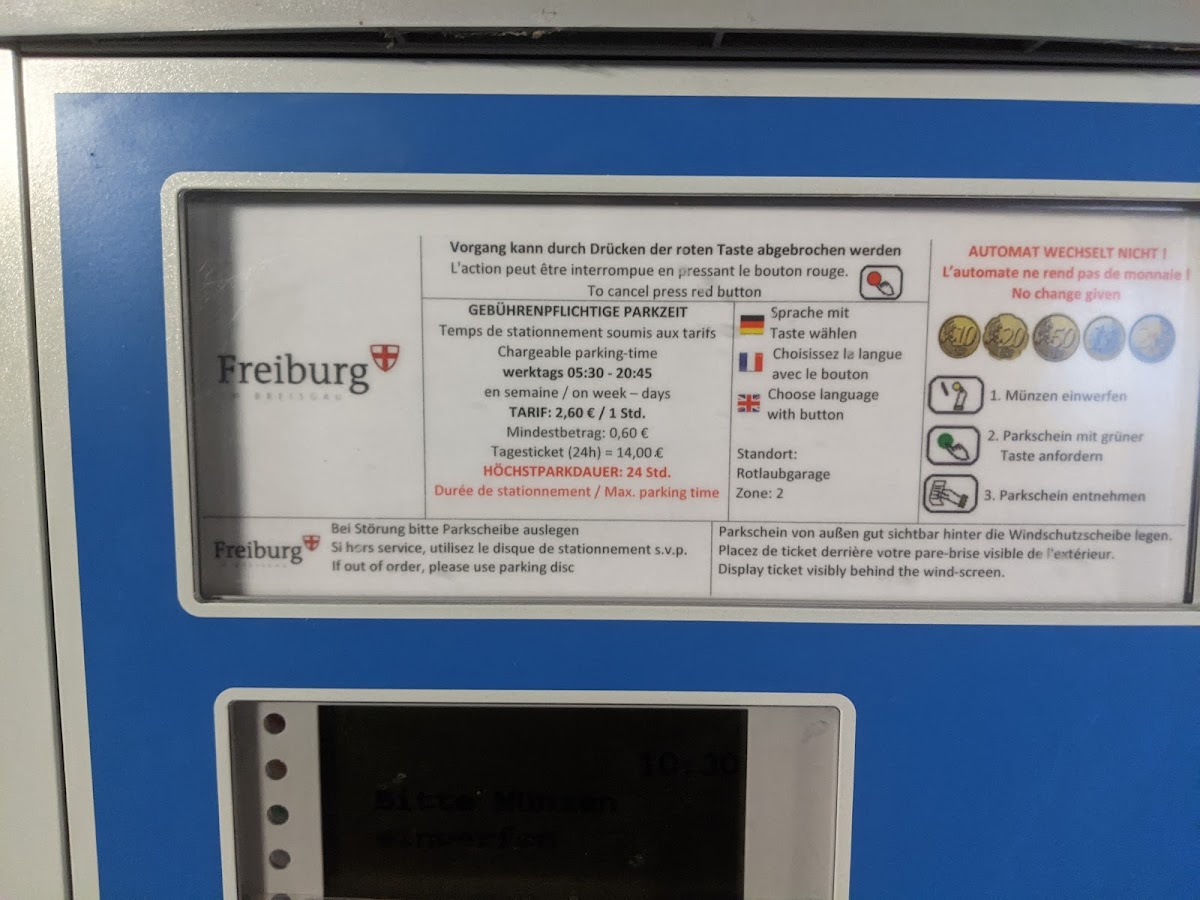 Freiburg
IM BREISGAU
Vorgang kann durch Drücken der roten Taste abgebrochen werden
L'action peut être interrompue en pressant le bouton rouge.
To cancel press red button
GEBÜHRENPFLICHTIGE PARKZEIT
Temps de stationnement soumis aux tarifs
Chargeable parking-time
werktags 05:30 - 20:45
en semaine / on week – days
TARIF: 2,60 € / 1 Std.
Mindestbetrag: 0,60 €
Tagesticket (24h) = 14,00 €
HÖCHSTPARKDAUER: 24 Std.
Durée de stationnement / Max. parking time
Sprache mit
Taste wählen
Choisissez la langue
avec le bouton
Choose language
with button
Standort:
Rotlaubgarage
Zone: 2
AUTOMAT WECHSELT NICHT !
L'automate ne rend pas de monnaie !
No change given
10 20 50 1 2
1. Münzen einwerfen
2. Parkschein mit grüner
Taste anfordern
3. Parkschein entnehmen
Freiburg
Bei Störung bitte Parkscheibe auslegen
Si hors service, utilisez le disque de stationnement s.v.p.
If out of order, please use parking disc
Parkschein von außen gut sichtbar hinter die Windschutzscheibe legen.
Placez de ticket derrière votre pare-brise visible de l'extérieur.
Display ticket visibly behind the wind-screen.
10:30
Bitte Münzen
einwerfen